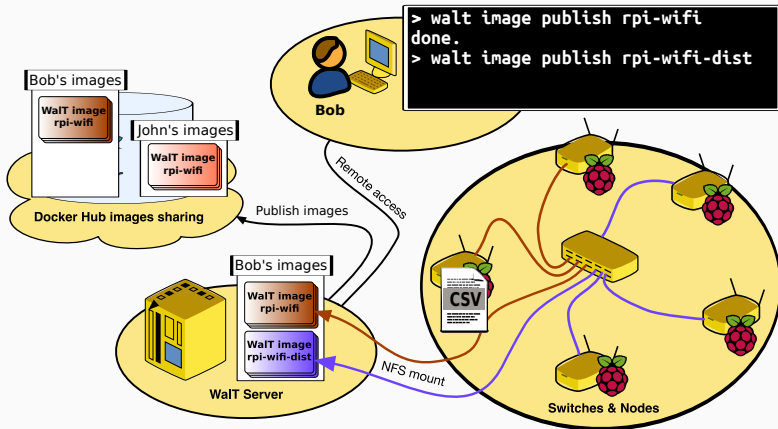 > walt image publish rpi-wifi
done.
> walt image publish rpi-wifi-dist
Bob
Bob's images
WalT image
rpi-wifi
John's images
WalT image
rpi-wifi
Docker Hub images sharing
Publish images
Remote access
Bob's images
WalT image
rpi-wifi
WalT image
rpi-wifi-dist
WalT Server
NFS mount
CSV
Switches & Nodes